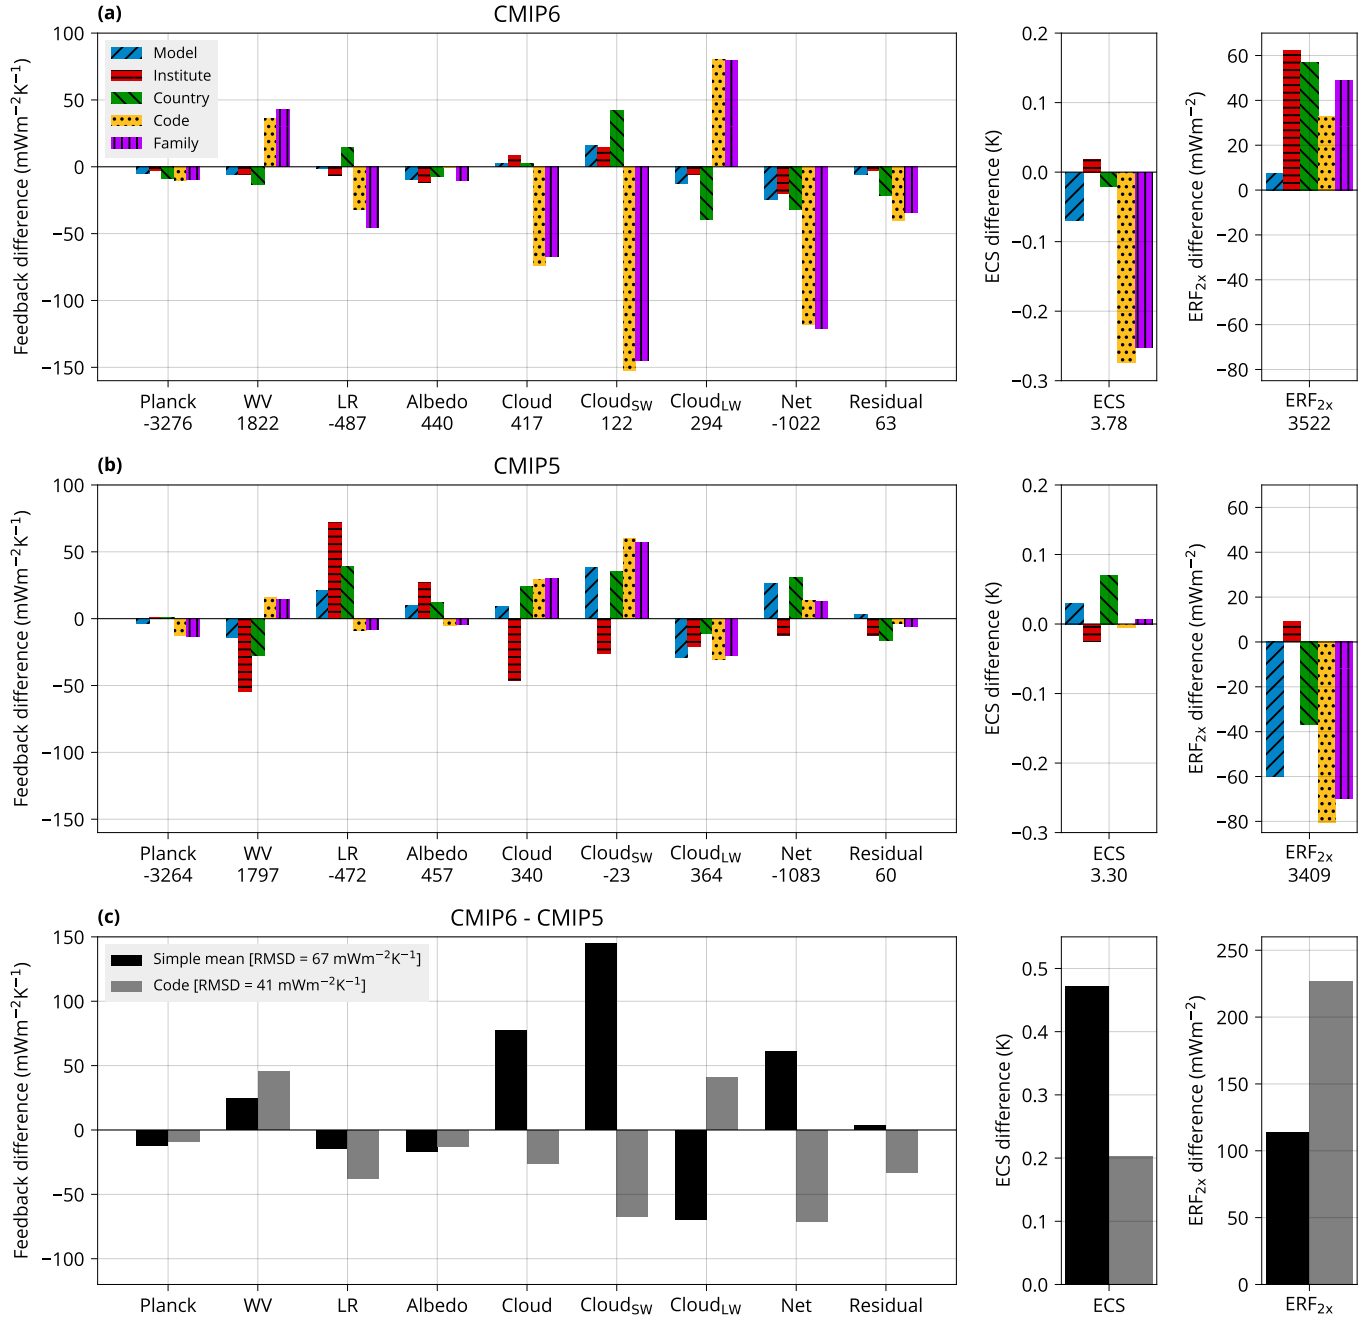 (a)
CMIP6
Feedback difference (mWm−2K−1)
100
50
0
−50
−100
−150
Model
Institute
Country
Code
Family
Planck WV LR Albedo Cloud CloudSW CloudLW Net Residual
-3276 1822 -487 440 417 122 294 -1022 63
ECS difference (K)
0.2
0.1
0.0
−0.1
−0.2
−0.3
ECS
3.78
ERF2x difference (mWm−2)
60
40
20
0
−20
−40
−60
−80
ERF2x
3522
(b)
CMIP5
Feedback difference (mWm−2K−1)
100
50
0
−50
−100
−150
Planck WV LR Albedo Cloud CloudSW CloudLW Net Residual
-3264 1797 -472 457 340 -23 364 -1083 60
ECS difference (K)
0.2
0.1
0.0
−0.1
−0.2
−0.3
ECS
3.30
ERF2x difference (mWm−2)
60
40
20
0
−20
−40
−60
−80
ERF2x
3409
(c)
CMIP6 - CMIP5
Feedback difference (mWm−2K−1)
150
100
50
0
−50
−100
Simple mean [RMSD = 67 mWm−2K−1]
Code [RMSD = 41 mWm−2K−1]
Planck WV LR Albedo Cloud CloudSW CloudLW Net Residual
ECS difference (K)
0.5
0.4
0.3
0.2
0.1
0.0
ECS
ERF2x difference (mWm−2)
250
200
150
100
50
0
ERF2x